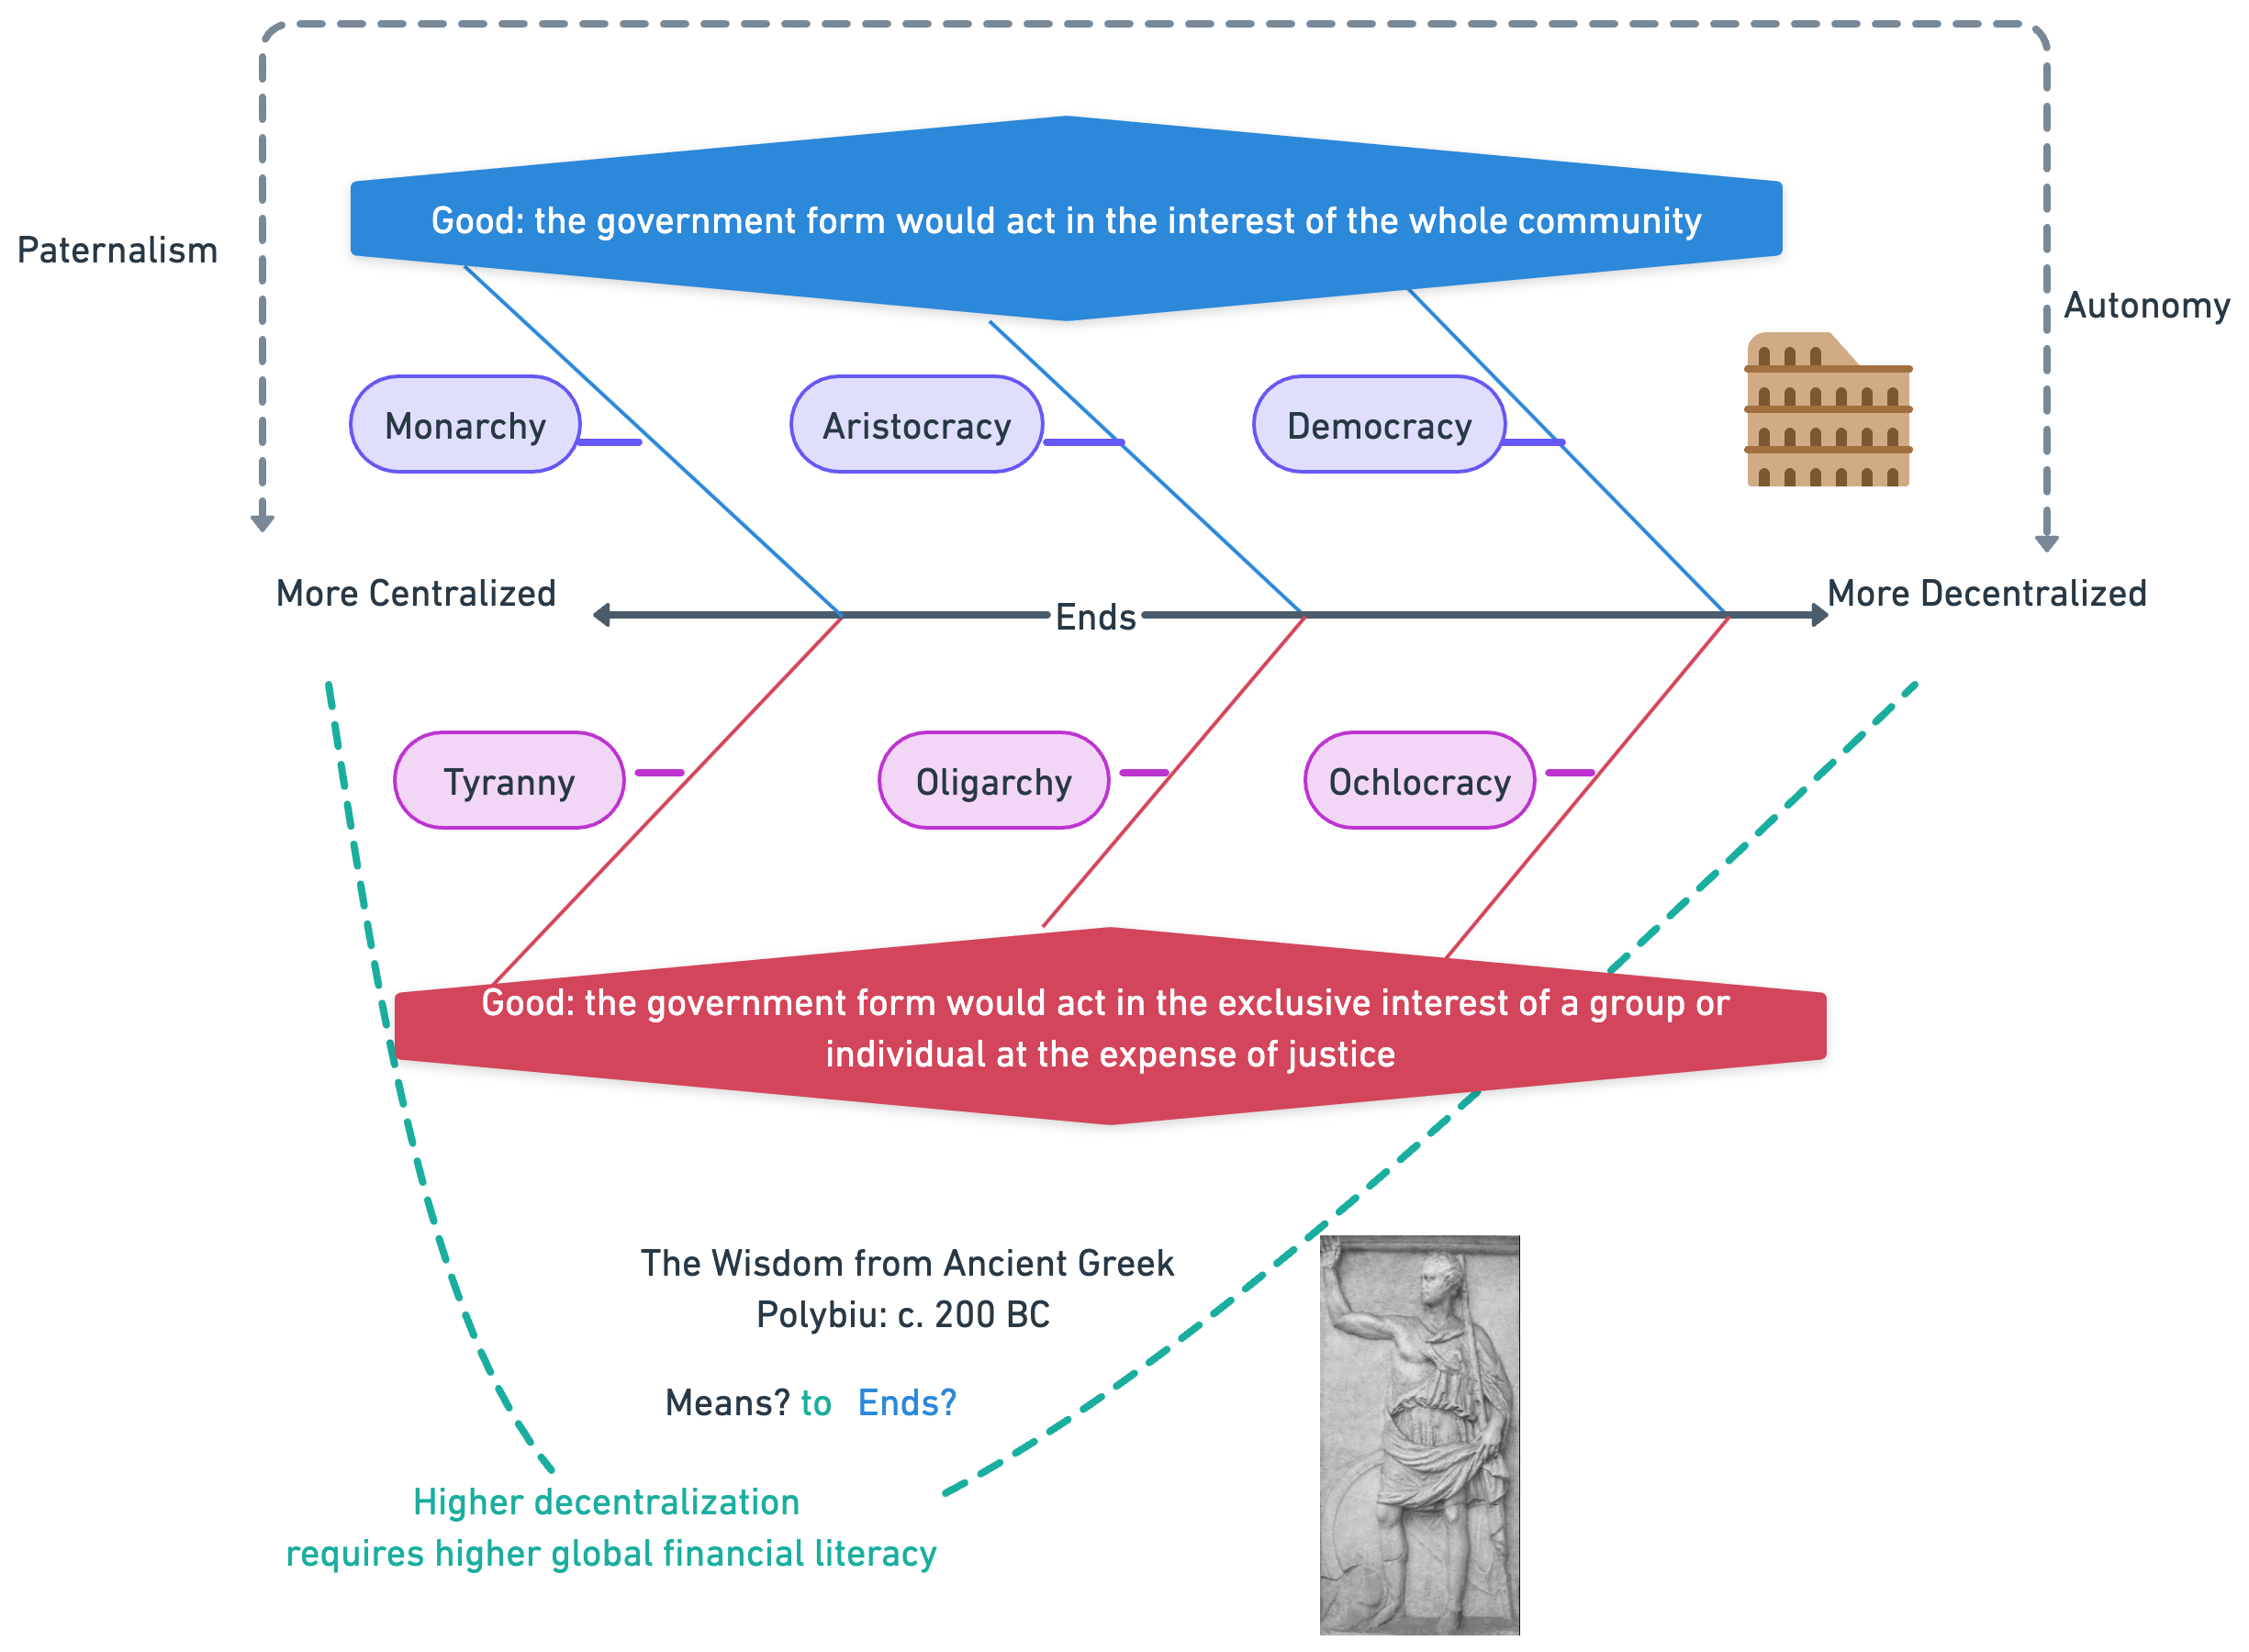 Good: the government form would act in the interest of the whole community
Paternalism
Autonomy
Monarchy
Aristocracy
Democracy
More Centralized
Ends
More Decentralized
Tyranny
Oligarchy
Ochlocracy
Good: the government form would act in the exclusive interest of a group or
individual at the expense of justice
The Wisdom from Ancient Greek
Polybiu: c. 200 BC
Means? to Ends?
Higher decentralization
requires higher global financial literacy